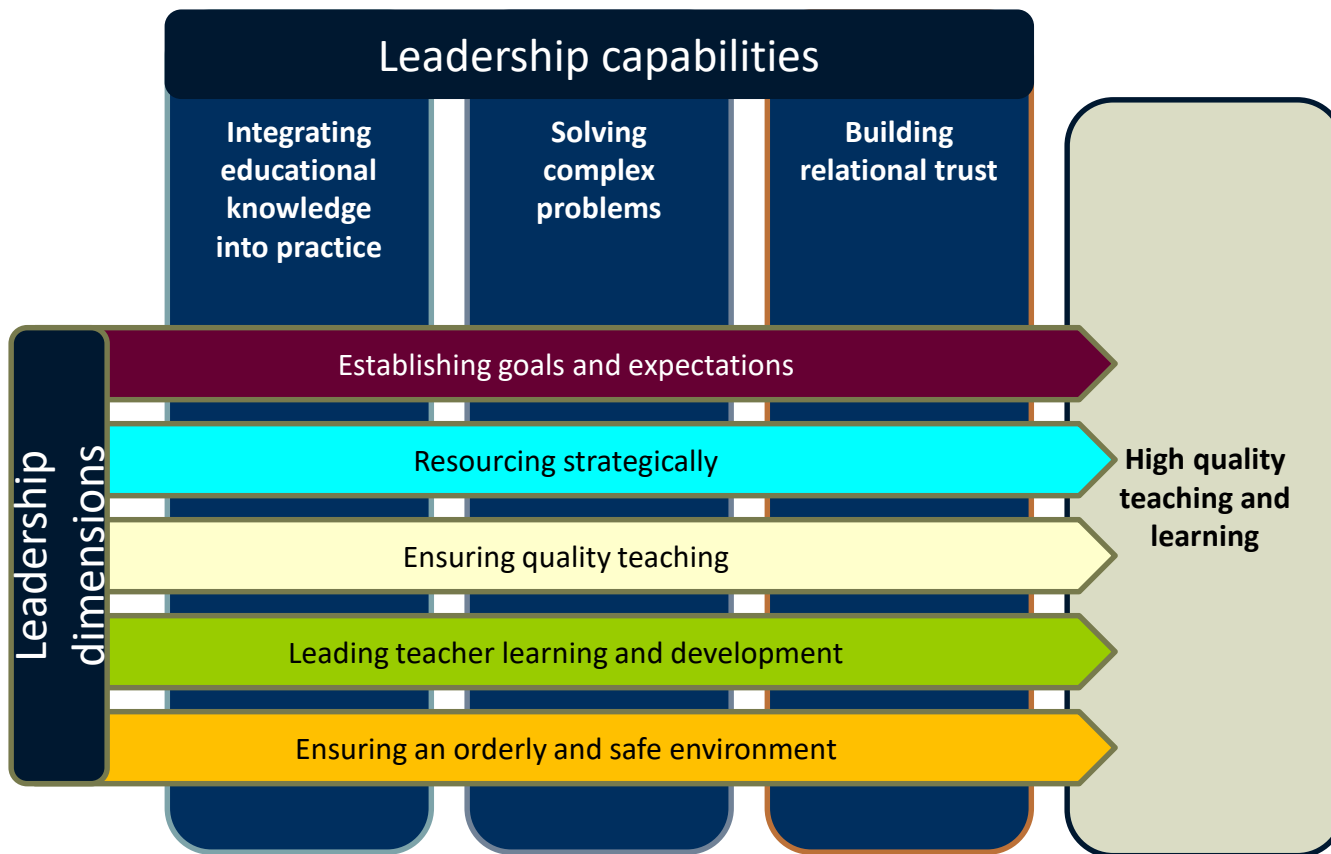 Leadership capabilities
Integrating
educational
knowledge
into practice
Solving
complex
problems
Building
relational trust
Leadership
dimensions
Establishing goals and expectations
Resourcing strategically
Ensuring quality teaching
Leading teacher learning and development
Ensuring an orderly and safe environment
High quality
teaching and
learning